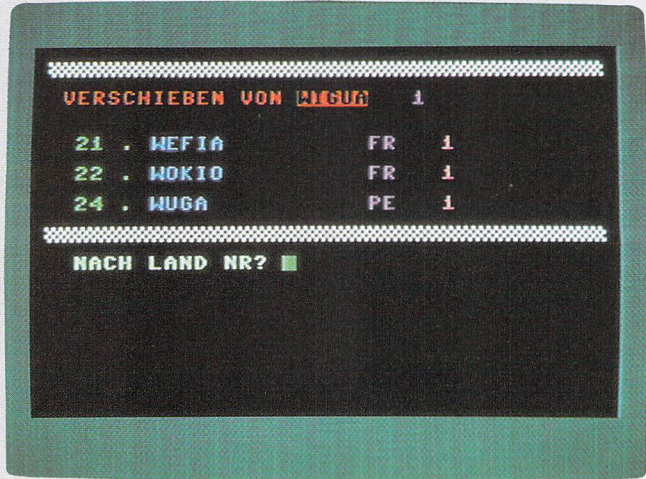 VERSCHIEBEN VON WIGUA 1
21 . WEFIA FR 1
22 . WOKIO FR 1
24 . WUGA PE 1
NACH LAND NR?